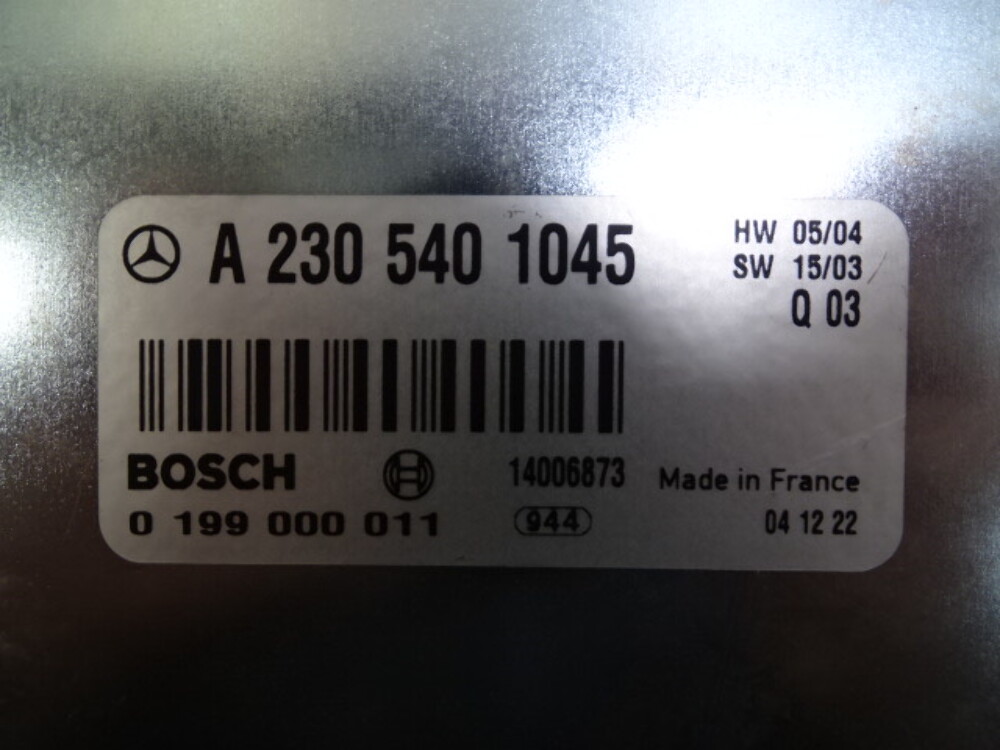 A 230 540 1045
HW 05/04
SW 15/03
Q 03
BOSCH
14006873
Made in France
0 199 000 011
944
04 12 22